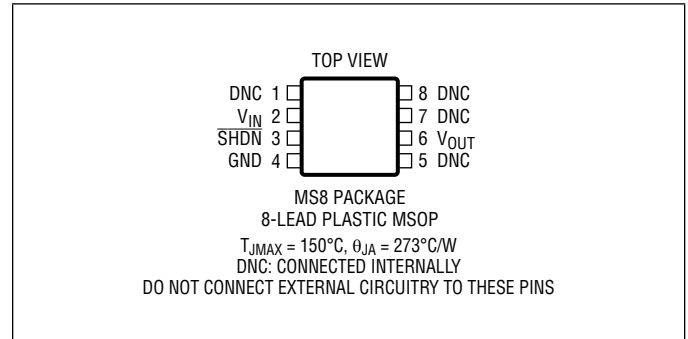 TOP VIEW
DNC 1 8 DNC
VIN 2 7 DNC
SHDN 3 6 VOUT
GND 4 5 DNC
MS8 PACKAGE
8-LEAD PLASTIC MSOP
TJMAX = 150°C, θJA = 273°C/W
DNC: CONNECTED INTERNALLY
DO NOT CONNECT EXTERNAL CIRCUITRY TO THESE PINS